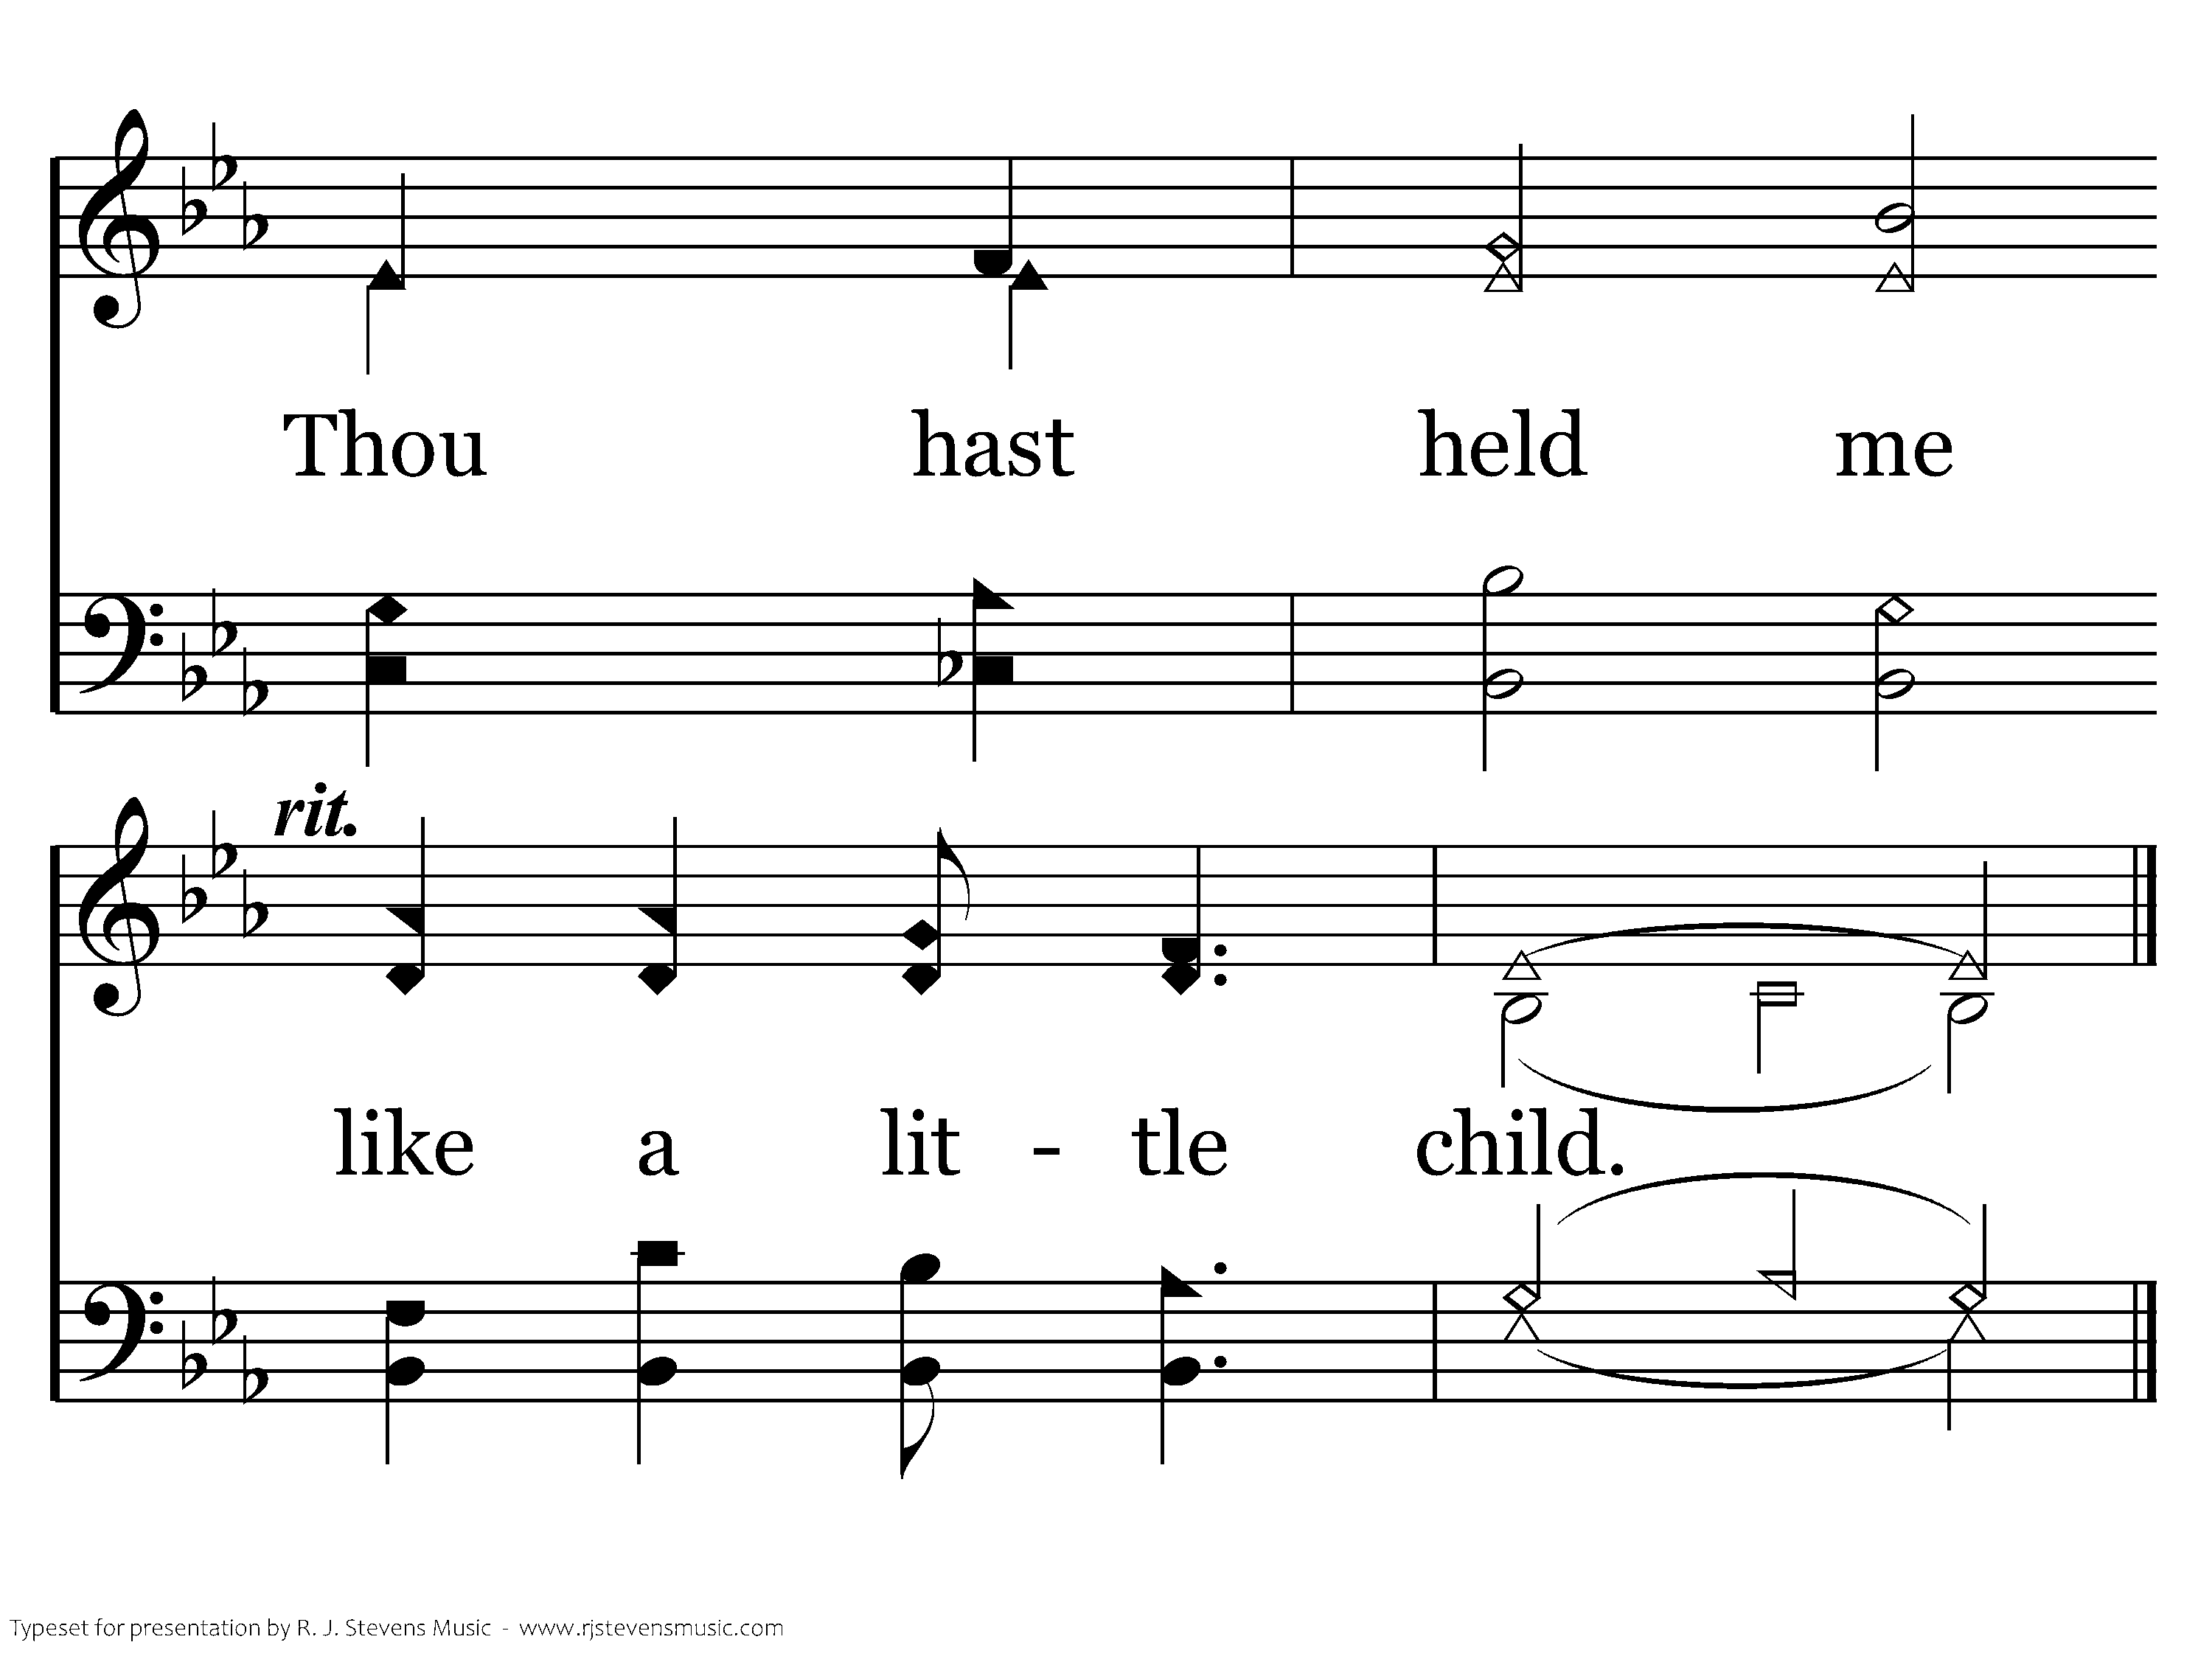 Thou hast held me
rit.
like a lit - tle child.
Typeset for presentation by R. J. Stevens Music - www.rjstevensmusic.com